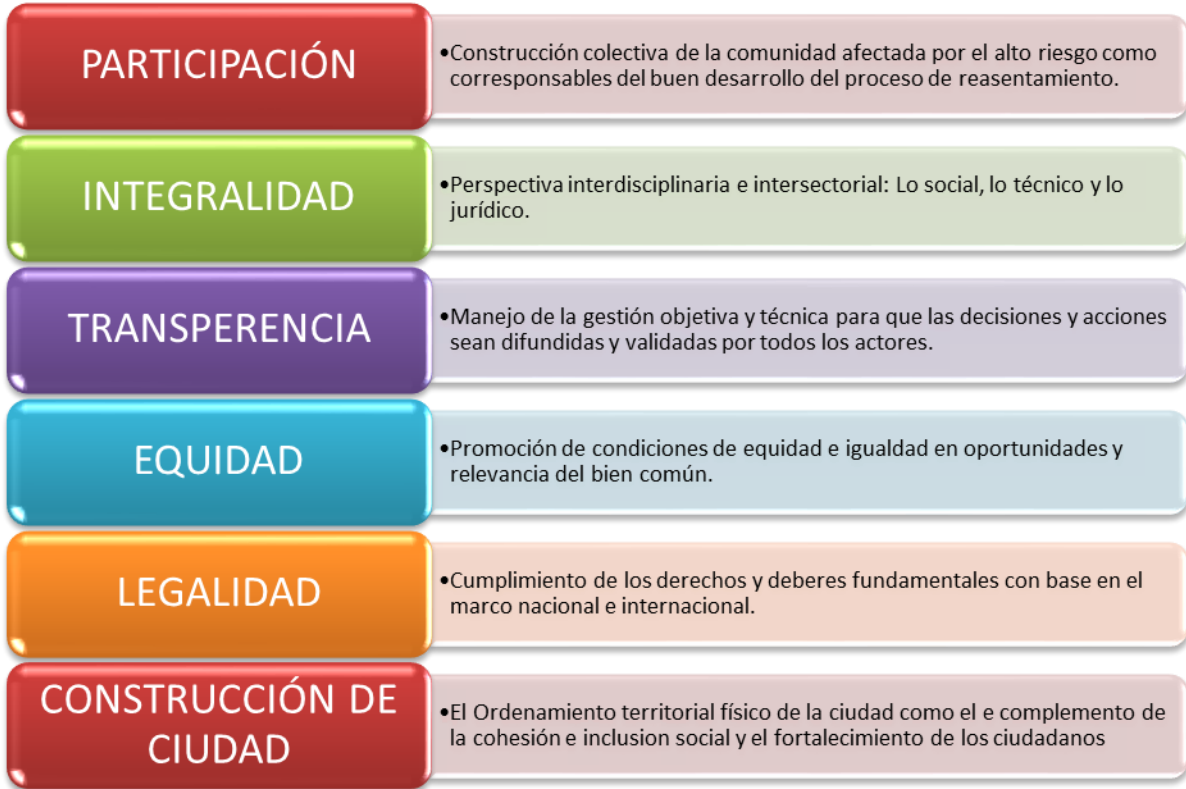 PARTICIPACIÓN
•Construcción colectiva de la comunidad afectada por el alto riesgo como
corresponsables del buen desarrollo del proceso de reasentamiento.
INTEGRALIDAD
•Perspectiva interdisciplinaria e intersectorial: Lo social, lo técnico y lo
jurídico.
TRANSPERENCIA
•Manejo de la gestión objetiva y técnica para que las decisiones y acciones
sean difundidas y validadas por todos los actores.
EQUIDAD
•Promoción de condiciones de equidad e igualdad en oportunidades y
relevancia del bien común.
LEGALIDAD
•Cumplimiento de los derechos y deberes fundamentales con base en el
marco nacional e internacional.
CONSTRUCCIÓN DE
CIUDAD
•El Ordenamiento territorial físico de la ciudad como el e complemento de
la cohesión e inclusion social y el fortalecimiento de los ciudadanos